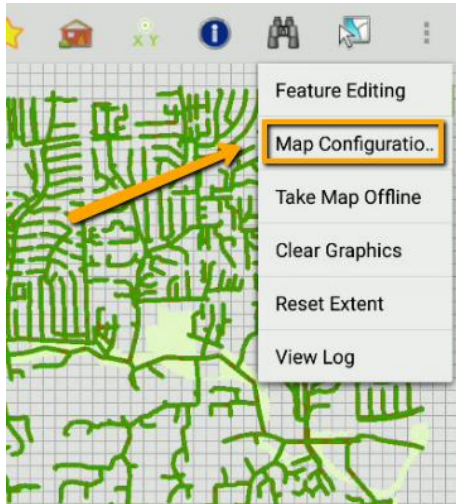 X Y
Feature Editing
Map Configuratio..
Take Map Offline
Clear Graphics
Reset Extent
View Log